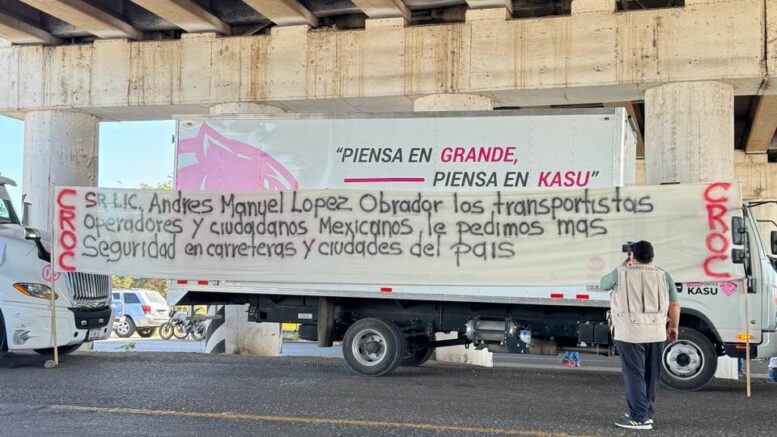 “PIENSA EN GRANDE,
PIENSA EN KASU”
CROC
SR. LIC, Andres Manuel Lopez Obrador los transportistas
operadores y ciudadanos Mexicanos, le pedimos mas
Seguridad en carreteras y ciudades del pais
CROC
KASU